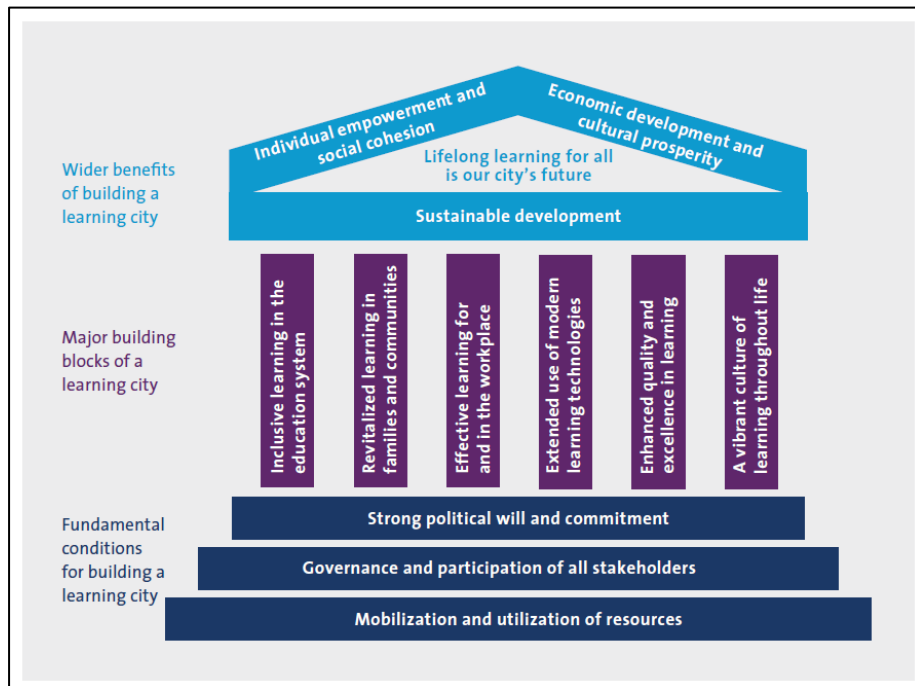 Individual empowerment and
social cohesion
Economic development and
cultural prosperity
Lifelong learning for all
is our city's future
Wider benefits
of building a
learning city
Sustainable development
Major building
blocks of a
learning city
Inclusive learning in the
education system
Revitalized learning in
families and communities
Effective learning for
and in the workplace
Extended use of modern
learning technologies
Enhanced quality and
excellence in learning
A vibrant culture of
learning throughout life
Fundamental
conditions
for building a
learning city
Strong political will and commitment
Governance and participation of all stakeholders
Mobilization and utilization of resources